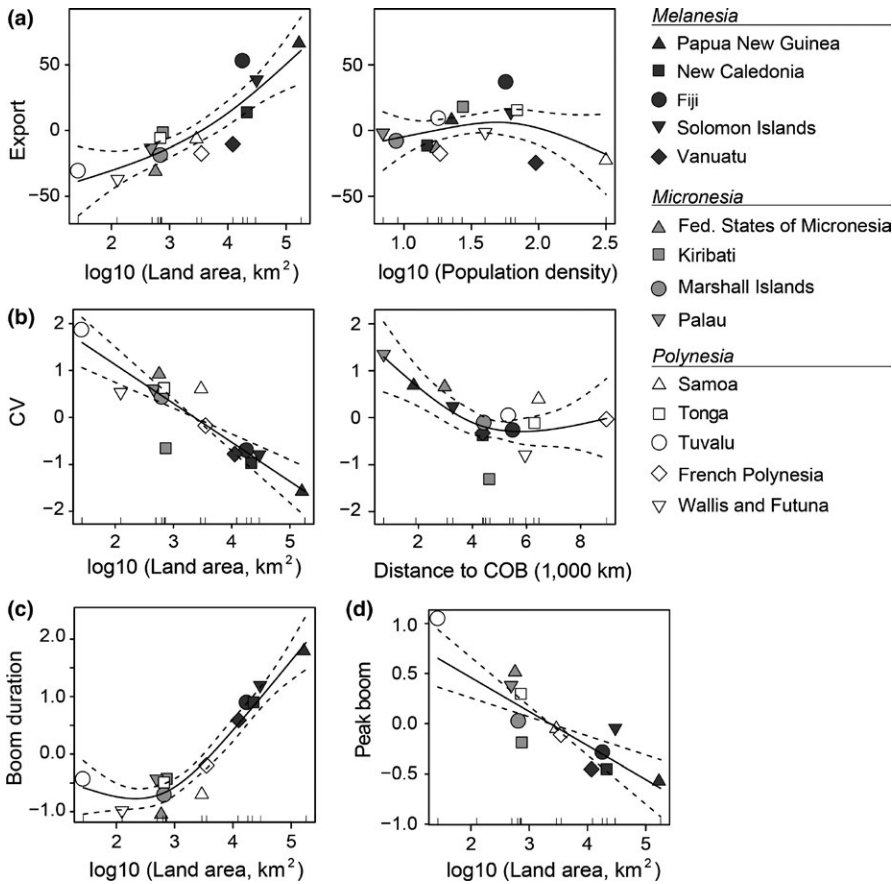 (a)
Export
50
0
−50
2
3
4
5
log10 (Land area, km²)
50
0
−50
1.0
1.5
2.0
2.5
log10 (Population density)
(b)
CV
2
1
0
−1
−2
2
3
4
5
log10 (Land area, km²)
2
1
0
−1
−2
2
4
6
8
Distance to COB (1,000 km)
(c)
Boom duration
2.0
1.0
0.0
−1.0
2
3
4
5
log10 (Land area, km²)
(d)
Peak boom
1.0
0.5
0.0
−0.5
−1.0
2
3
4
5
log10 (Land area, km²)
Melanesia
Papua New Guinea
New Caledonia
Fiji
Solomon Islands
Vanuatu
Micronesia
Fed. States of Micronesia
Kiribati
Marshall Islands
Palau
Polynesia
Samoa
Tonga
Tuvalu
French Polynesia
Wallis and Futuna